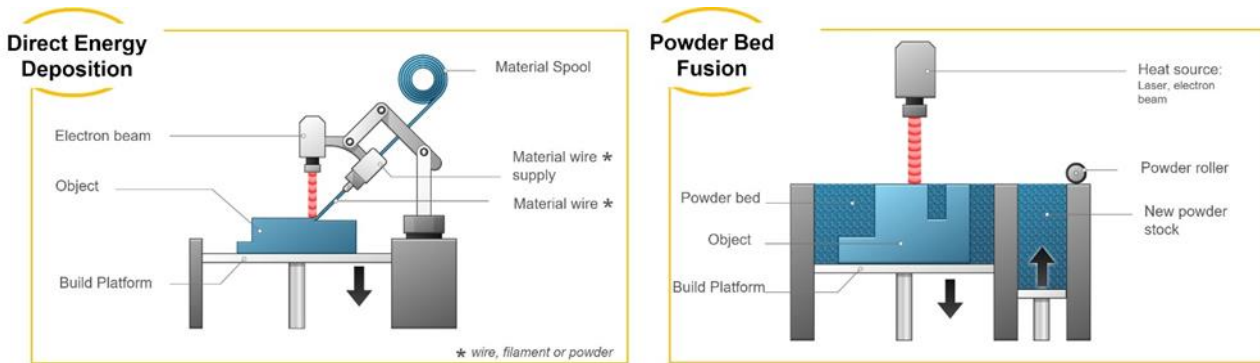 Direct Energy
Deposition
Material Spool
Electron beam
Material wire *
supply
Object
Material wire *
Build Platform
* wire, filament or powder
Powder Bed
Fusion
Heat source:
Laser, electron
beam
Powder roller
Powder bed
New powder
stock
Object
Build Platform